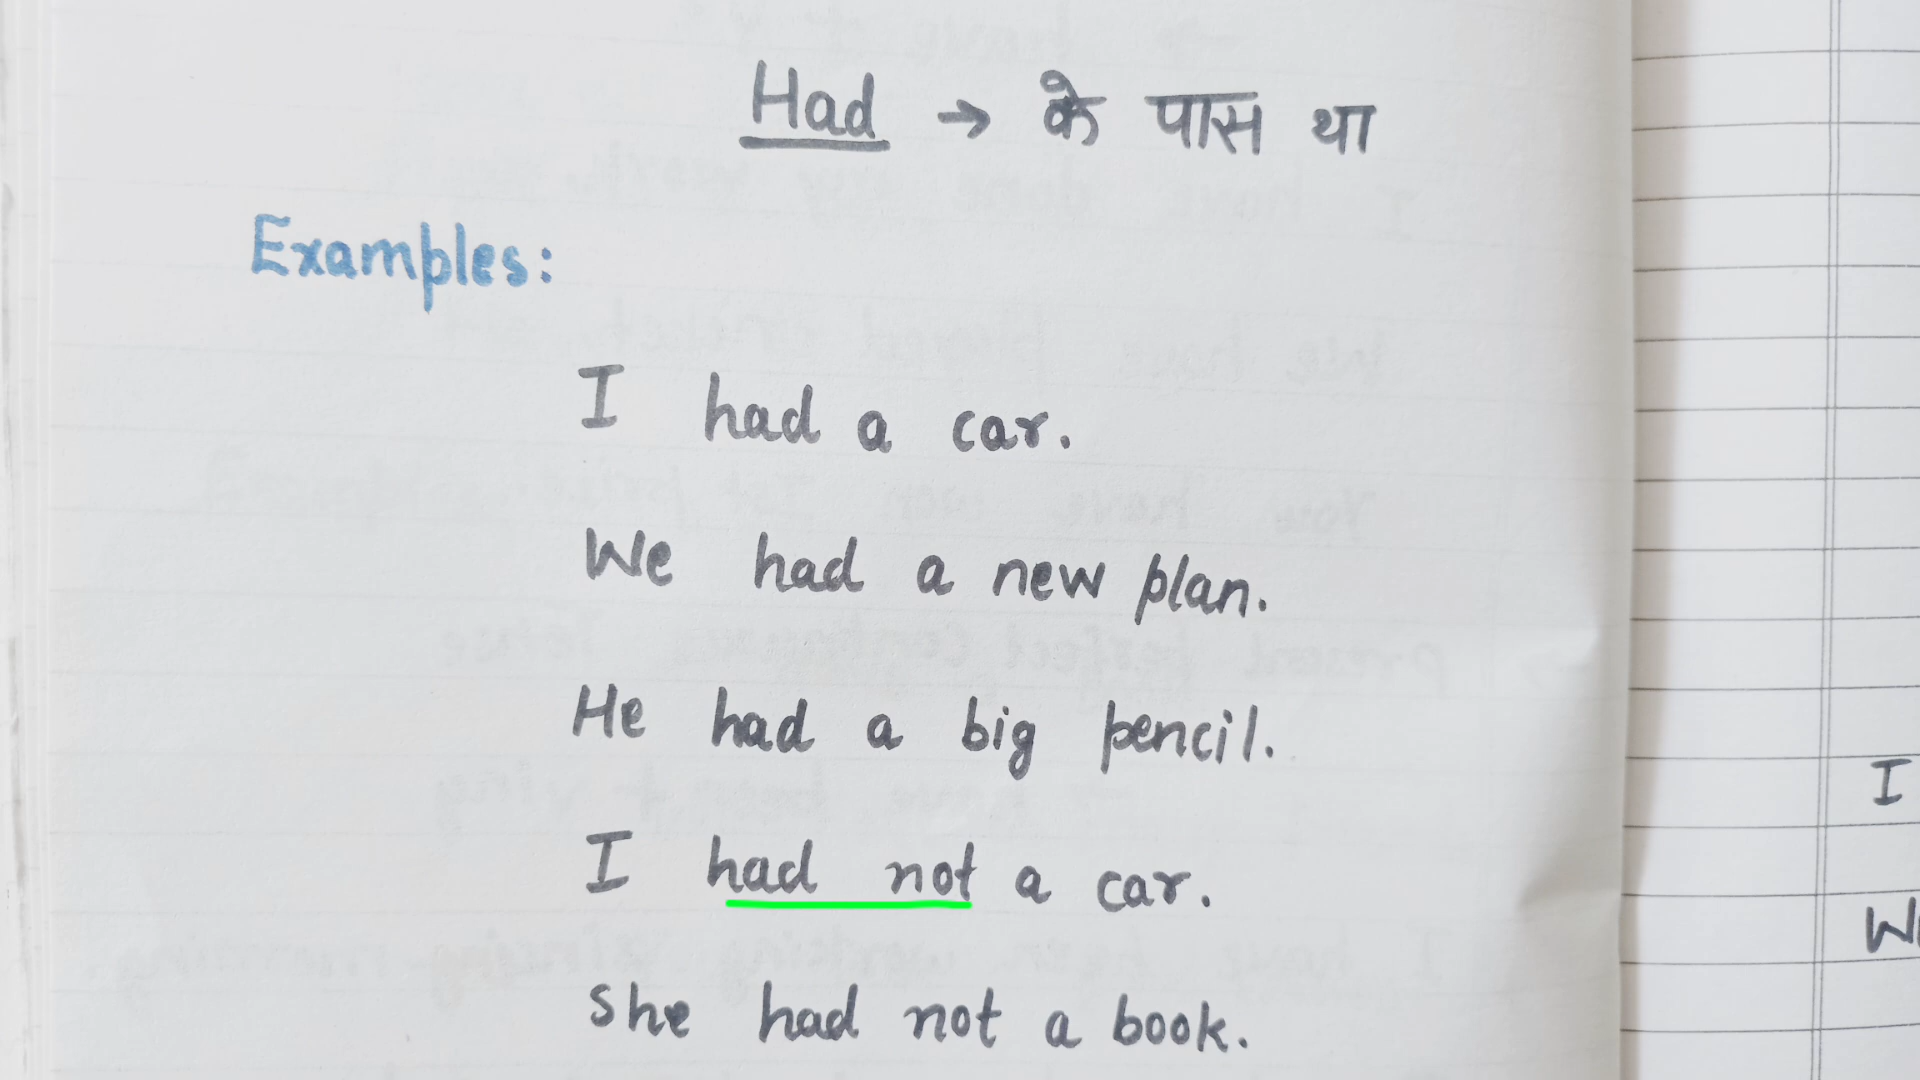 Had → के पास था
Examples:
I had a car.
We had a new plan.
He had a big pencil.
I had not a car.
She had not a book.
I